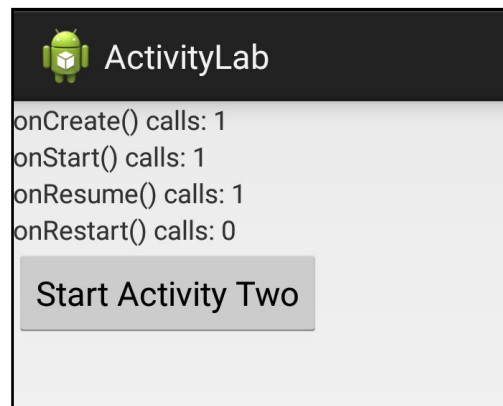 ActivityLab
onCreate() calls: 1
onStart() calls: 1
onResume() calls: 1
onRestart() calls: 0
Start Activity Two